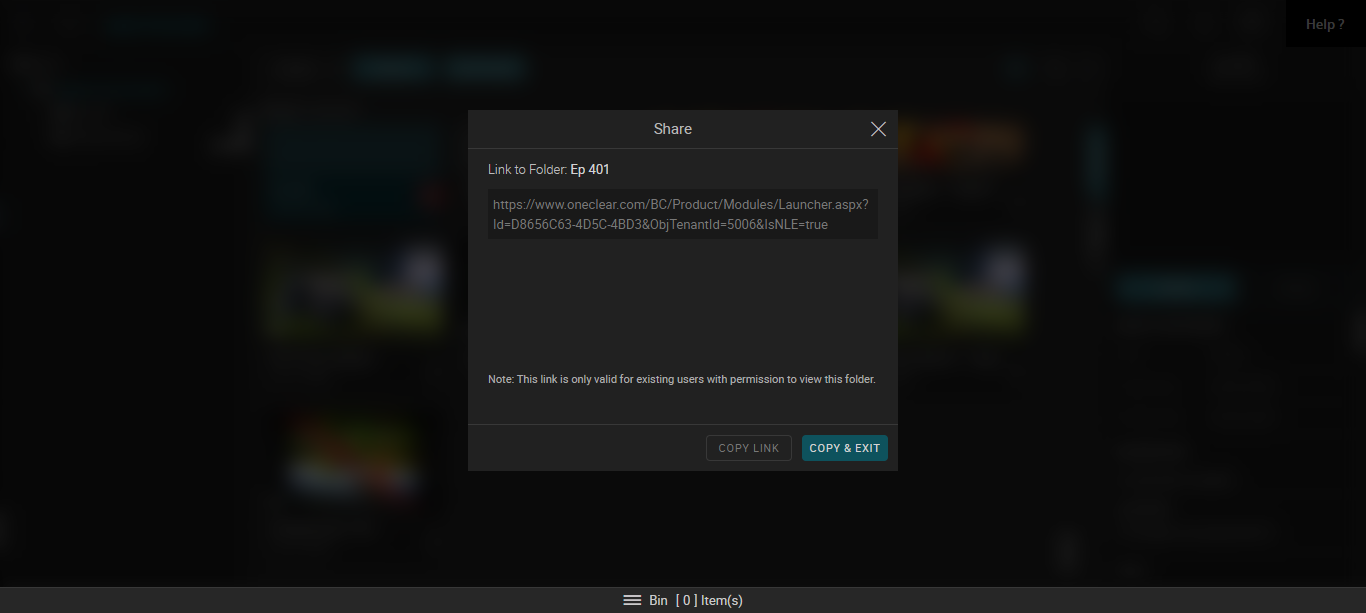 Help ?
Share
Link to Folder: Ep 401
https://www.oneclear.com/BC/Product/Modules/Launcher.aspx?
Id=D8656C63-4D5C-4BD3&ObjTenantId=5006&IsNLE=true
Note: This link is only valid for existing users with permission to view this folder.
COPY LINK
COPY & EXIT
Bin [ 0 ] Item(s)